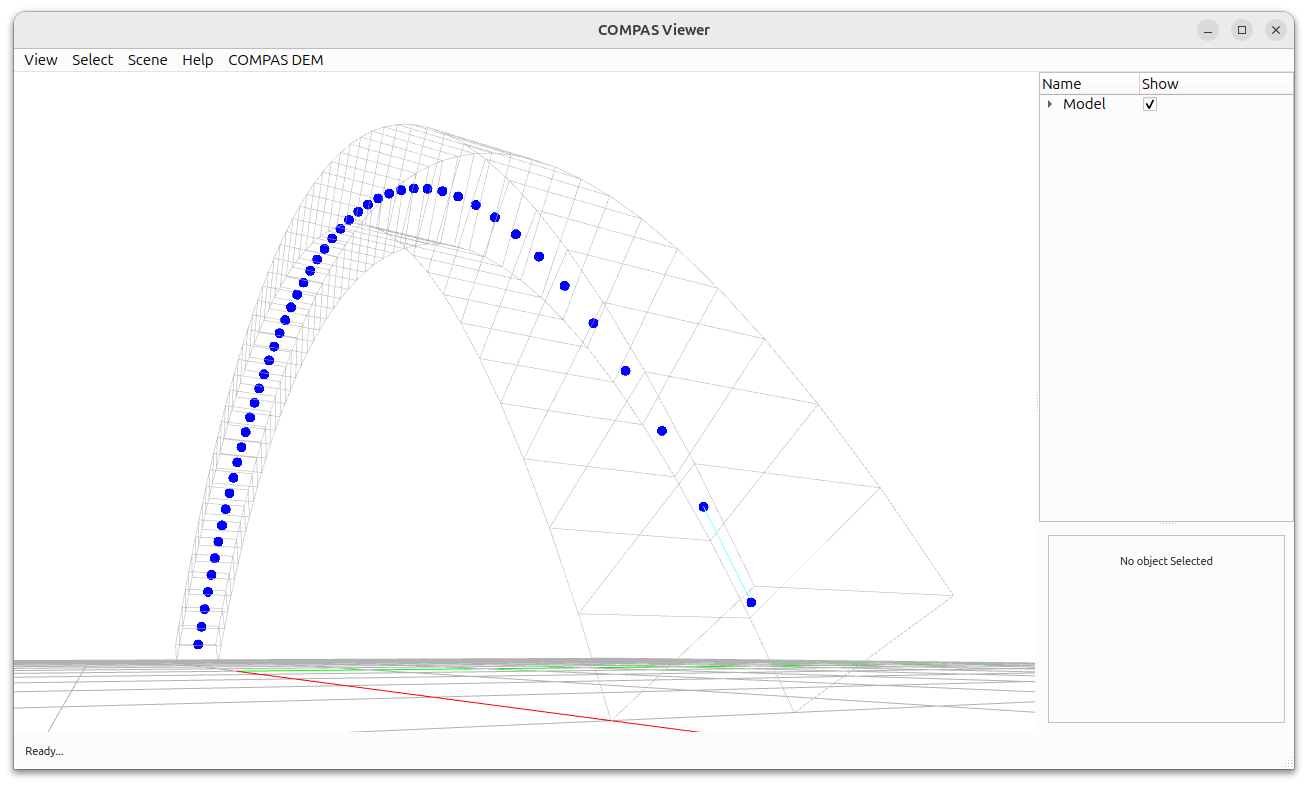 COMPAS Viewer
View Select Scene Help COMPAS DEM
Name Show
Model
No object Selected
Ready...